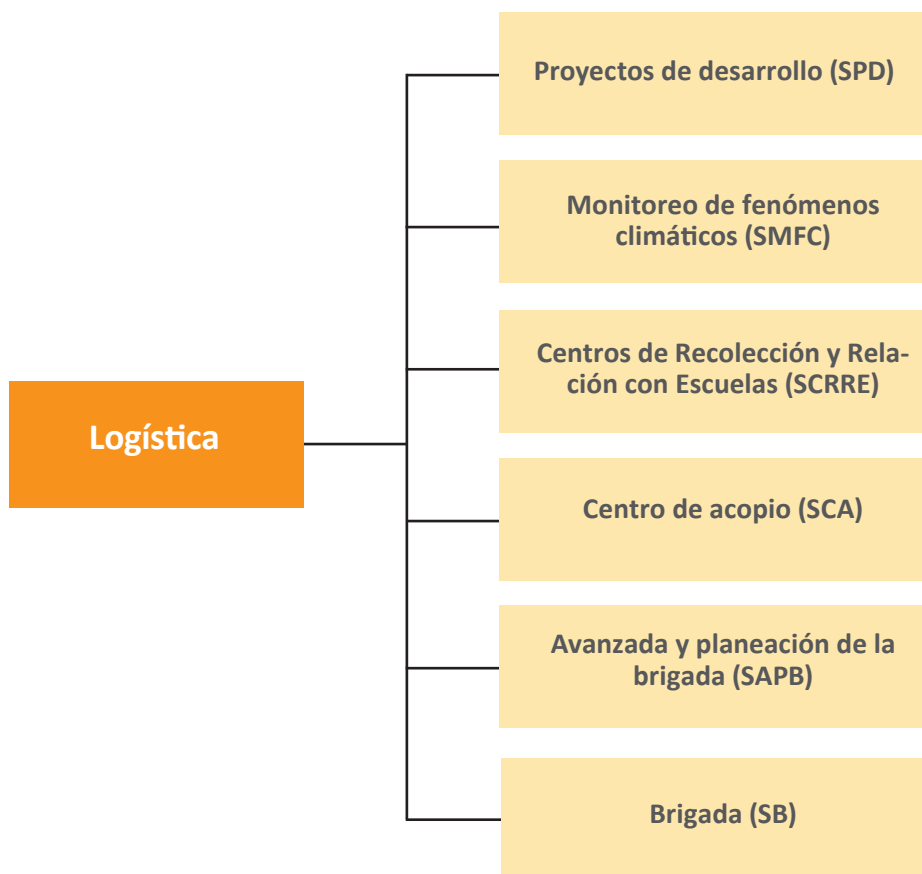 Proyectos de desarrollo (SPD)
Monitoreo de fenómenos
climáticos (SMFC)
Centros de Recolección y Rela-
ción con Escuelas (SCRRE)
Logística
Centro de acopio (SCA)
Avanzada y planeación de la
brigada (SAPB)
Brigada (SB)